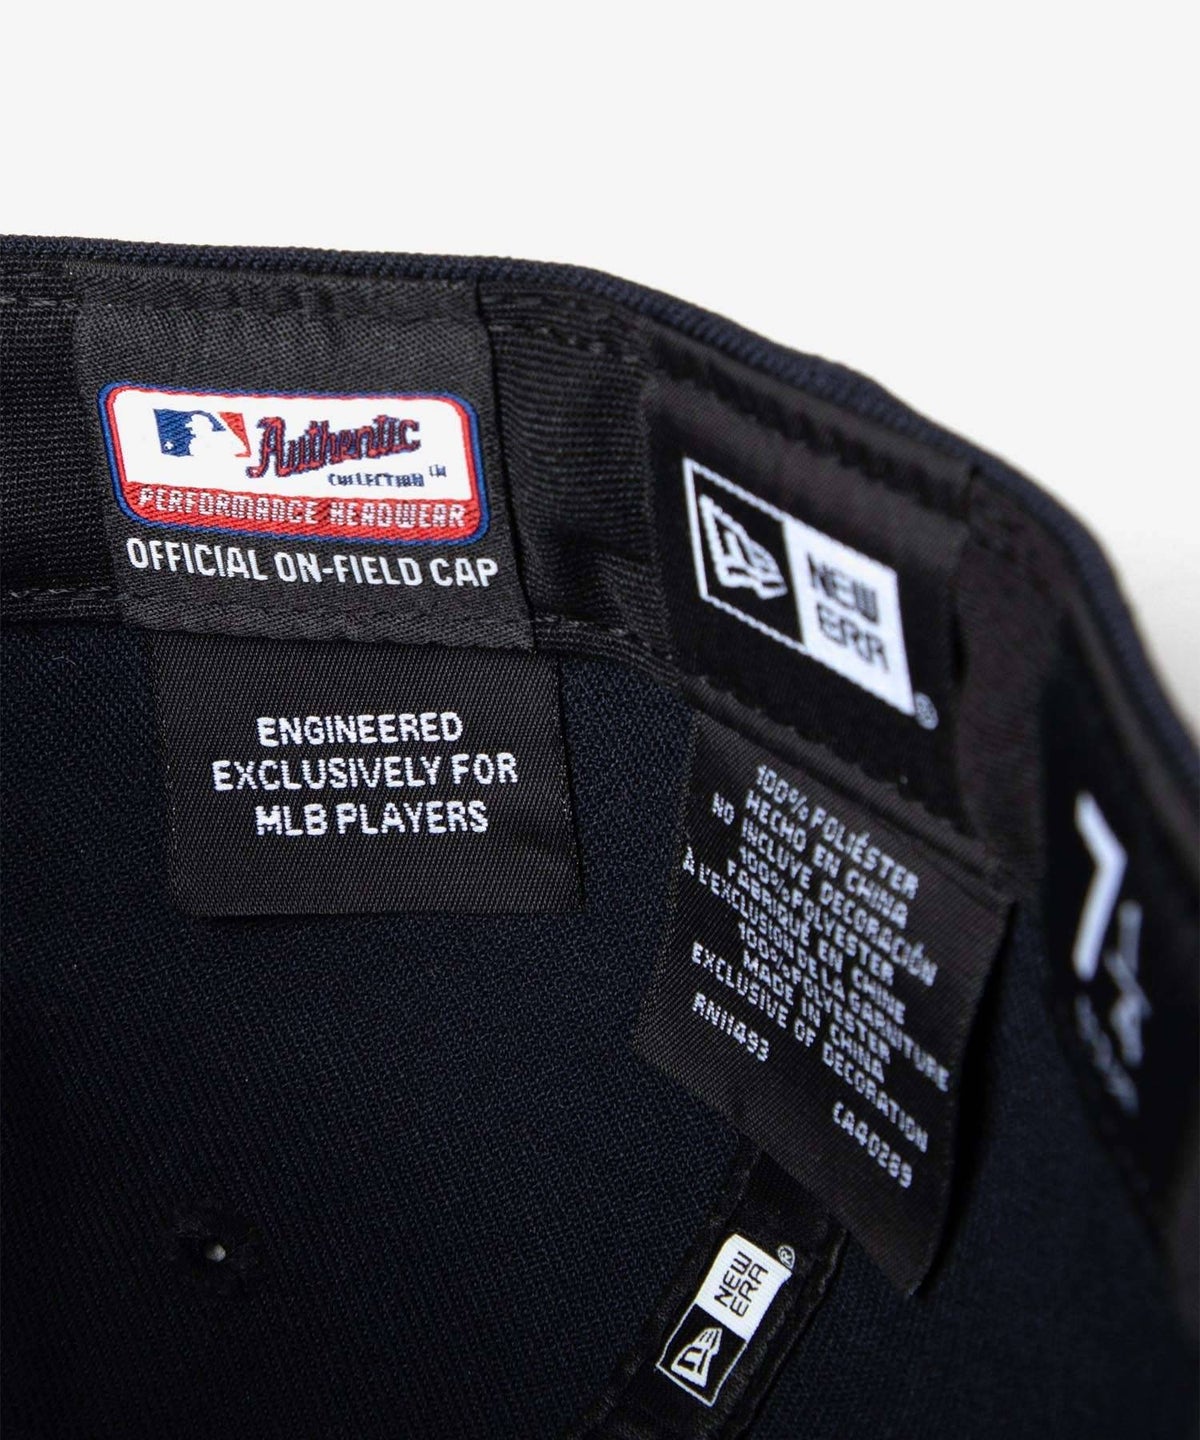 Authentic
COLLECTION™
PERFORMANCE HEADWEAR
OFFICIAL ON-FIELD CAP
ENGINEERED
EXCLUSIVELY FOR
MLB PLAYERS
NEW
ERA
®
100% POLIÉSTER
HECHO EN CHINA
NO INCLUYE DECORACIÓN
100% POLYESTER
FABRIQUÉ EN CHINE
À L'EXCLUSION DE LA GARNITURE
100% POLYESTER
MADE IN CHINA
EXCLUSIVE OF DECORATION
RN11493 CA40289
NEW
ERA
®